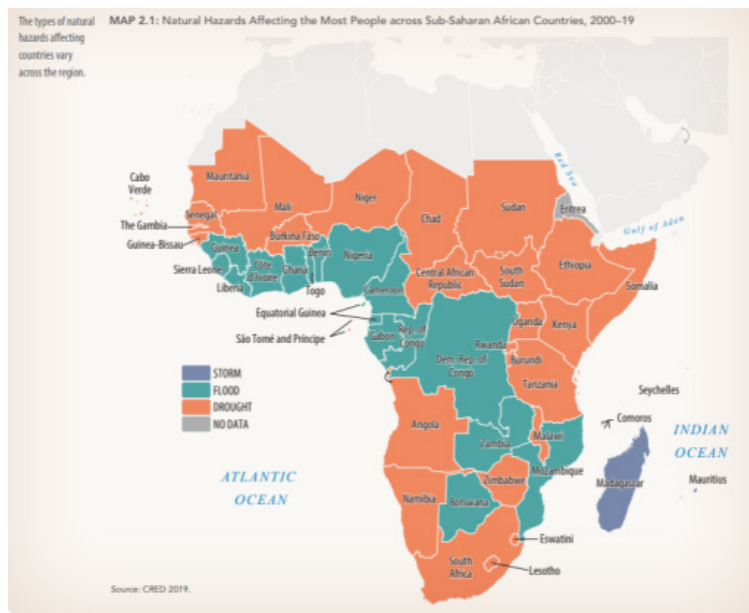 The types of natural
hazards affecting
countries vary
across the region.
MAP 2.1: Natural Hazards Affecting the Most People across Sub-Saharan African Countries, 2000–19
Red Sea
Gulf of Aden
Cabo
Verde
Mauritania
Mali
Niger
Chad
Sudan
Eritrea
Senegal
The Gambia
Guinea-Bissau
Guinea
Burkina Faso
Benin
Nigeria
Sierra Leone
Côte
d'Ivoire
Ghana
Liberia
Togo
Cameroon
Central African
Republic
South
Sudan
Ethiopia
Somalia
Equatorial Guinea
São Tomé and Príncipe
Gabon
Rep. of
Congo
Dem. Rep. of
Congo
Uganda
Kenya
Rwanda
Burundi
Tanzania
STORM
FLOOD
DROUGHT
NO DATA
Seychelles
Comoros
INDIAN
OCEAN
Angola
Zambia
Malawi
Mozambique
Madagascar
Mauritius
ATLANTIC
OCEAN
Namibia
Botswana
Zimbabwe
Eswatini
South
Africa
Lesotho
Source: CRED 2019.